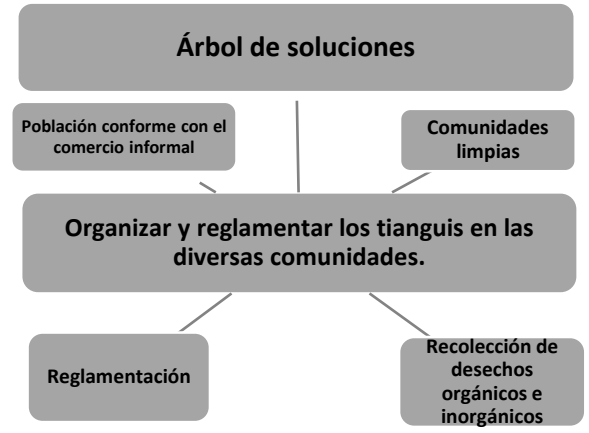 Árbol de soluciones
Población conforme con el
comercio informal
Comunidades
limpias
Organizar y reglamentar los tianguis en las
diversas comunidades.
Reglamentación
Recolección de
desechos
orgánicos e
inorgánicos